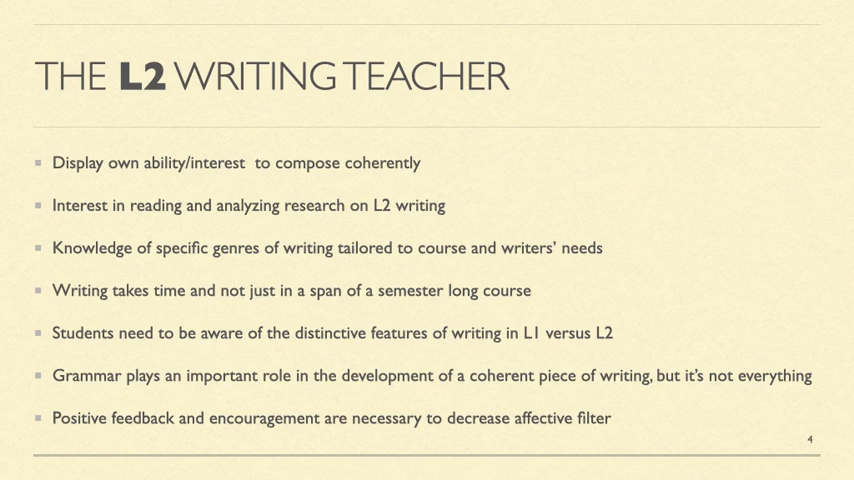 THE L2 WRITING TEACHER
Display own ability/interest  to compose coherently
Interest in reading and analyzing research on L2 writing
Knowledge of specific genres of writing tailored to course and writers’ needs
Writing takes time and not just in a span of a semester long course
Students need to be aware of the distinctive features of writing in L1 versus L2
Grammar plays an important role in the development of a coherent piece of writing, but it’s not everything
Positive feedback and encouragement are necessary to decrease affective filter
4